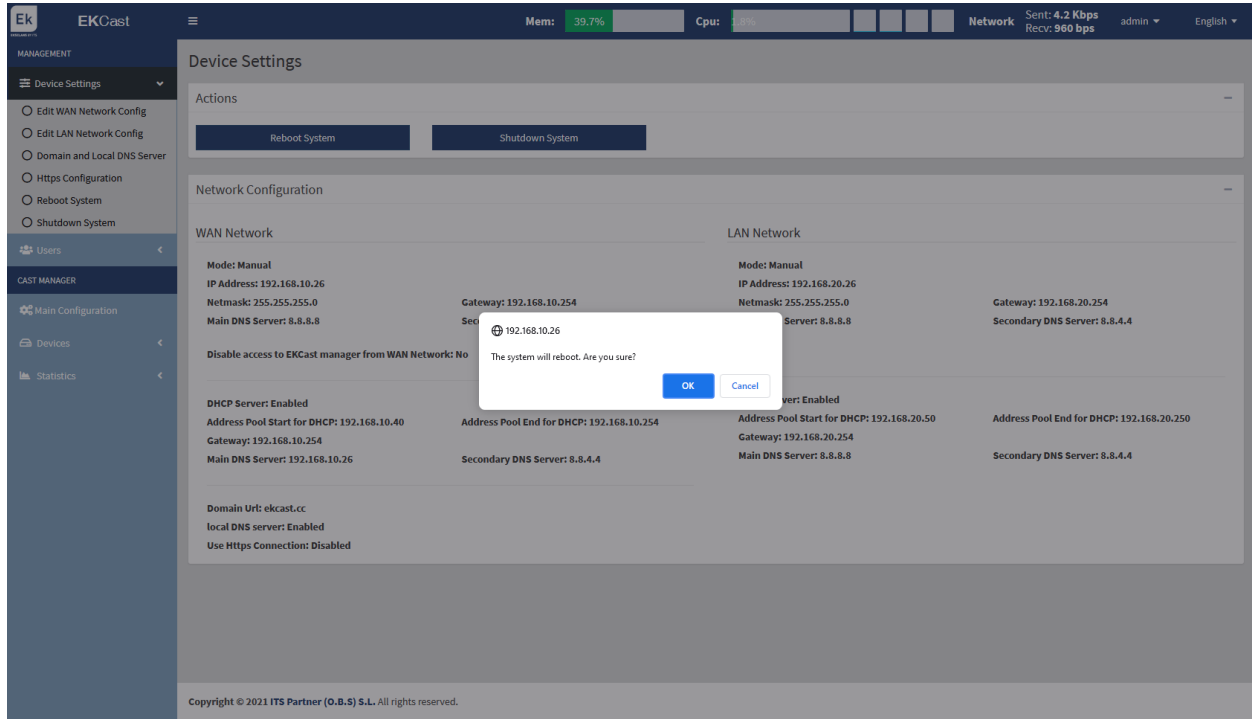 Ek
EKCast
Mem: 39.7%
Cpu: 1.8%
Network
Sent: 4.2 Kbps
Recv: 960 bps
admin
English
MANAGEMENT
Device Settings
Edit WAN Network Config
Edit LAN Network Config
Domain and Local DNS Server
Https Configuration
Reboot System
Shutdown System
Users
CAST MANAGER
Main Configuration
Devices
Statistics
Device Settings
Actions
Reboot System
Shutdown System
Network Configuration
WAN Network
Mode: Manual
IP Address: 192.168.10.26
Netmask: 255.255.255.0
Gateway: 192.168.10.254
Main DNS Server: 8.8.8.8
Disable access to EKCast manager from WAN Network: No
DHCP Server: Enabled
Address Pool Start for DHCP: 192.168.10.40
Address Pool End for DHCP: 192.168.10.254
Gateway: 192.168.10.254
Main DNS Server: 192.168.10.26
Secondary DNS Server: 8.8.4.4
Domain Url: ekcast.cc
local DNS server: Enabled
Use Https Connection: Disabled
LAN Network
Mode: Manual
IP Address: 192.168.20.26
Netmask: 255.255.255.0
Gateway: 192.168.20.254
Server: 8.8.8.8
Secondary DNS Server: 8.8.4.4
Enabled
Address Pool Start for DHCP: 192.168.20.50
Address Pool End for DHCP: 192.168.20.250
Gateway: 192.168.20.254
Main DNS Server: 8.8.8.8
Secondary DNS Server: 8.8.4.4
192.168.10.26
The system will reboot. Are you sure?
OK
Cancel
Copyright © 2021 ITS Partner (O.B.S) S.L. All rights reserved.